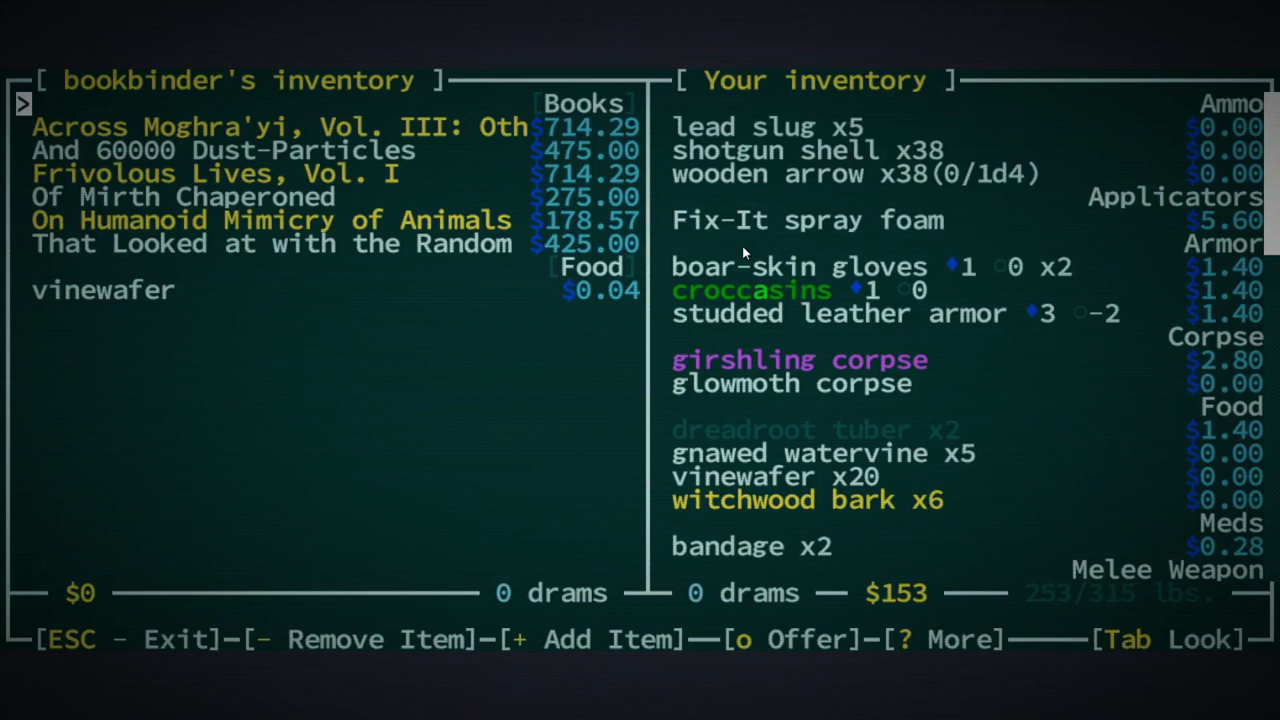 [ bookbinder's inventory ]
>
[Books]
Across Moghra'yi, Vol. III: Oth $714.29
And 60000 Dust-Particles $475.00
Frivolous Lives, Vol. I $714.29
Of Mirth Chaperoned $275.00
On Humanoid Mimicry of Animals $178.57
That Looked at with the Random $425.00
[Food]
vinewafer $0.04
$0 0 drams
[ Your inventory ]
Ammo
lead slug x5 $0.00
shotgun shell x38 $0.00
wooden arrow x38(0/1d4) $0.00
Applicators
Fix-It spray foam $5.60
Armor
boar-skin gloves ♦1 ○0 x2 $1.40
croccasins ♦1 ○0 $1.40
studded leather armor ♦3 ○-2 $1.40
Corpse
girshling corpse $2.80
glowmoth corpse $0.00
Food
dreadroot tuber x2 $1.40
gnawed watervine x5 $0.00
vinewafer x20 $0.00
witchwood bark x6 $0.00
Meds
bandage x2 $0.28
Melee Weapon
0 drams $153 253/315 lbs.
[ESC - Exit] [- Remove Item] [+ Add Item] [o Offer] [? More] [Tab Look]